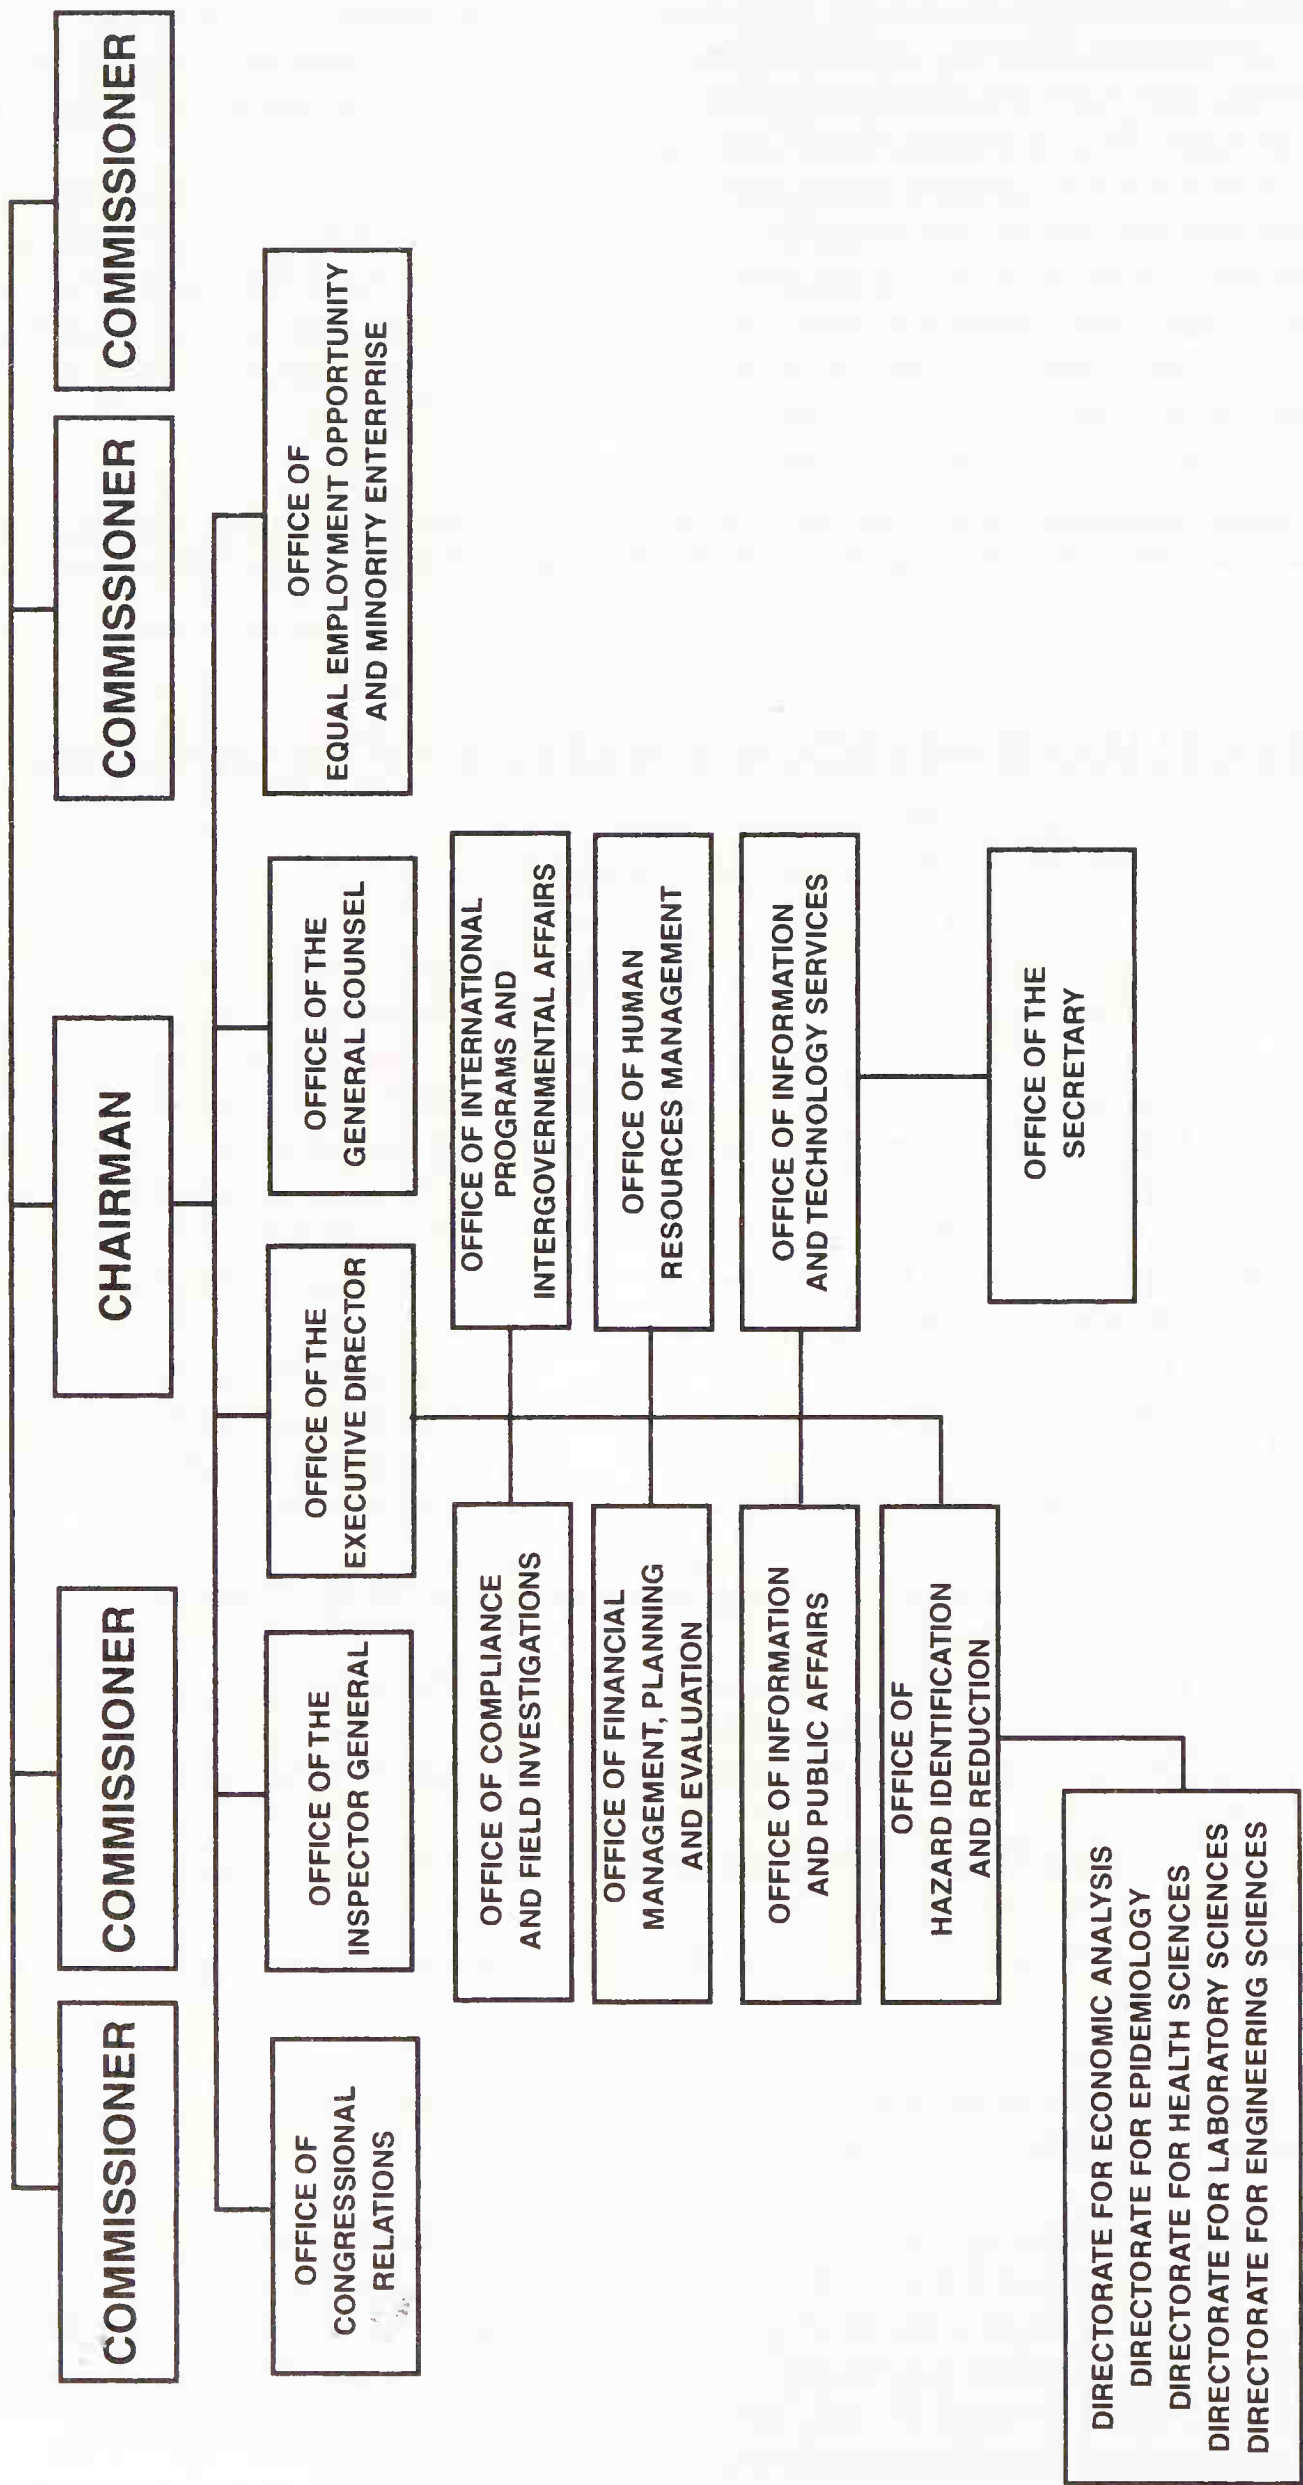 COMMISSIONER
COMMISSIONER
CHAIRMAN
COMMISSIONER
COMMISSIONER
OFFICE OF
CONGRESSIONAL
RELATIONS
OFFICE OF THE
INSPECTOR GENERAL
OFFICE OF THE
EXECUTIVE DIRECTOR
OFFICE OF THE
GENERAL COUNSEL
OFFICE OF
EQUAL EMPLOYMENT OPPORTUNITY
AND MINORITY ENTERPRISE
OFFICE OF COMPLIANCE
AND FIELD INVESTIGATIONS
OFFICE OF INTERNATIONAL
PROGRAMS AND
INTERGOVERNMENTAL AFFAIRS
OFFICE OF FINANCIAL
MANAGEMENT, PLANNING
AND EVALUATION
OFFICE OF HUMAN
RESOURCES MANAGEMENT
OFFICE OF INFORMATION
AND PUBLIC AFFAIRS
OFFICE OF INFORMATION
AND TECHNOLOGY SERVICES
OFFICE OF
HAZARD IDENTIFICATION
AND REDUCTION
OFFICE OF THE
SECRETARY
DIRECTORATE FOR ECONOMIC ANALYSIS
DIRECTORATE FOR EPIDEMIOLOGY
DIRECTORATE FOR HEALTH SCIENCES
DIRECTORATE FOR LABORATORY SCIENCES
DIRECTORATE FOR ENGINEERING SCIENCES